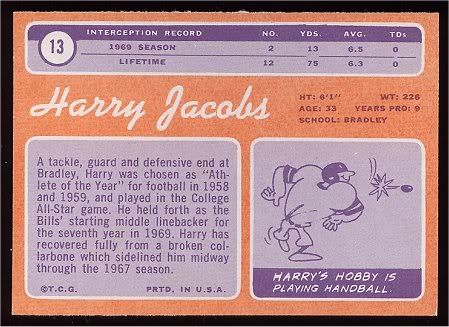 13
INTERCEPTION RECORD NO. YDS. AVG. TDs
1969 SEASON 2 13 6.5 0
LIFETIME 12 75 6.3 0
Harry Jacobs
HT: 6'1" WT: 226
AGE: 33 YEARS PRO: 9
SCHOOL: BRADLEY
A tackle, guard and defensive end at
Bradley, Harry was chosen as "Ath-
lete of the Year" for football in 1958
and 1959, and played in the College
All-Star game. He held forth as the
Bills' starting middle linebacker for
the seventh year in 1969. Harry has
recovered fully from a broken col-
larbone which sidelined him midway
through the 1967 season.
©T.C.G. PRTD. IN U.S.A.
HARRY'S HOBBY IS
PLAYING HANDBALL.